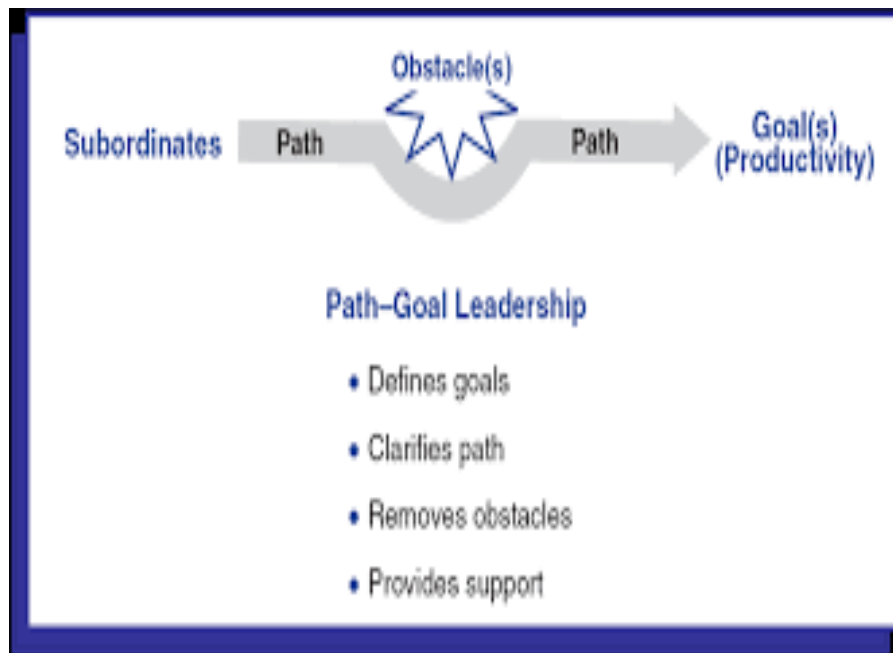 Obstacle(s)
Subordinates Path Path Goal(s)
(Productivity)
Path–Goal Leadership
• Defines goals
• Clarifies path
• Removes obstacles
• Provides support